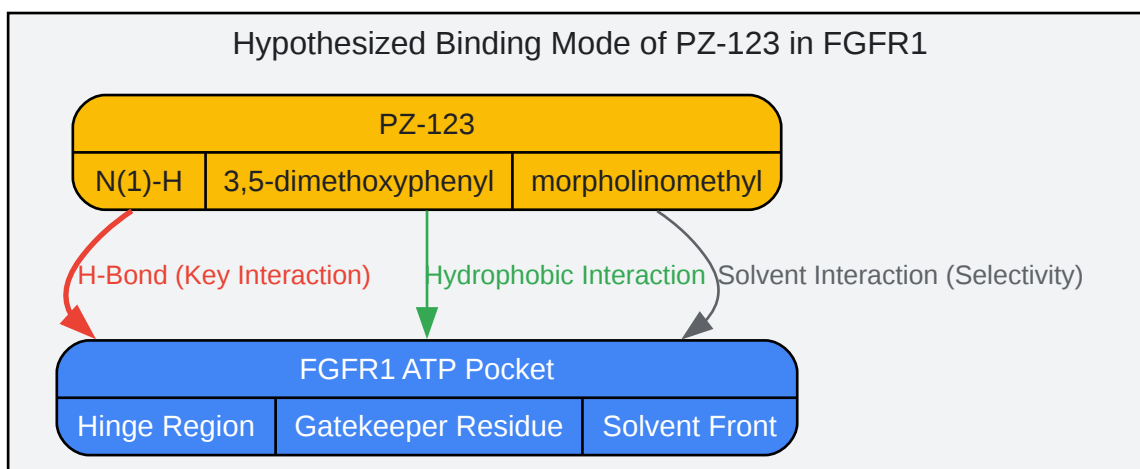 Hypothesized Binding Mode of PZ-123 in FGFR1
PZ-123
N(1)-H 3,5-dimethoxyphenyl morpholinomethyl
H-Bond (Key Interaction) Hydrophobic Interaction Solvent Interaction (Selectivity)
FGFR1 ATP Pocket
Hinge Region Gatekeeper Residue Solvent Front